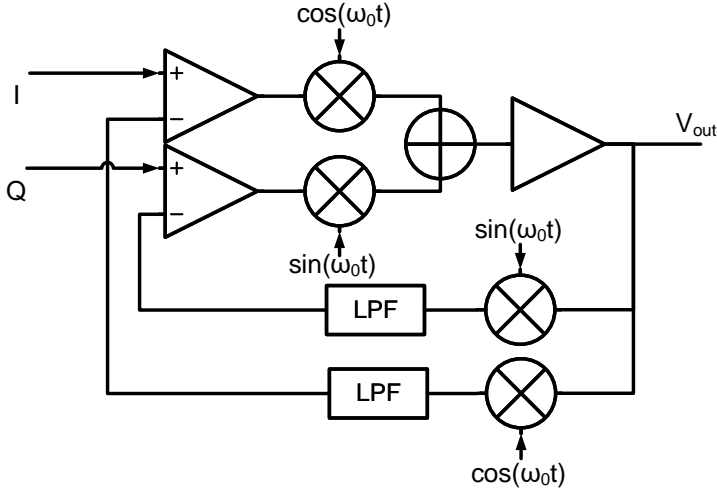 cos(ω₀t)
I
+
−
Q
+
−
sin(ω₀t)
Vout
sin(ω₀t)
LPF
LPF
cos(ω₀t)